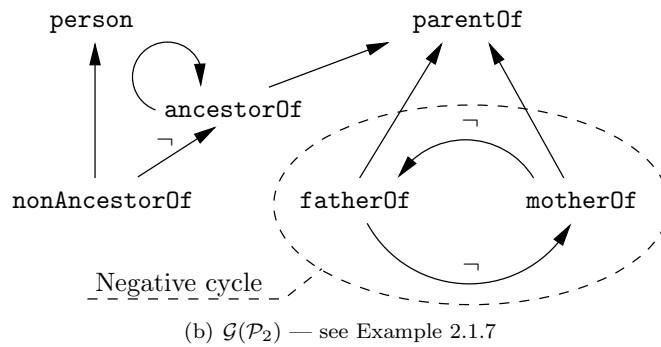 person parentOf
¬
ancestorOf
¬
nonAncestorOf fatherOf motherOf
¬
Negative cycle
(b) 𝒢(𝒫₂) — see Example 2.1.7